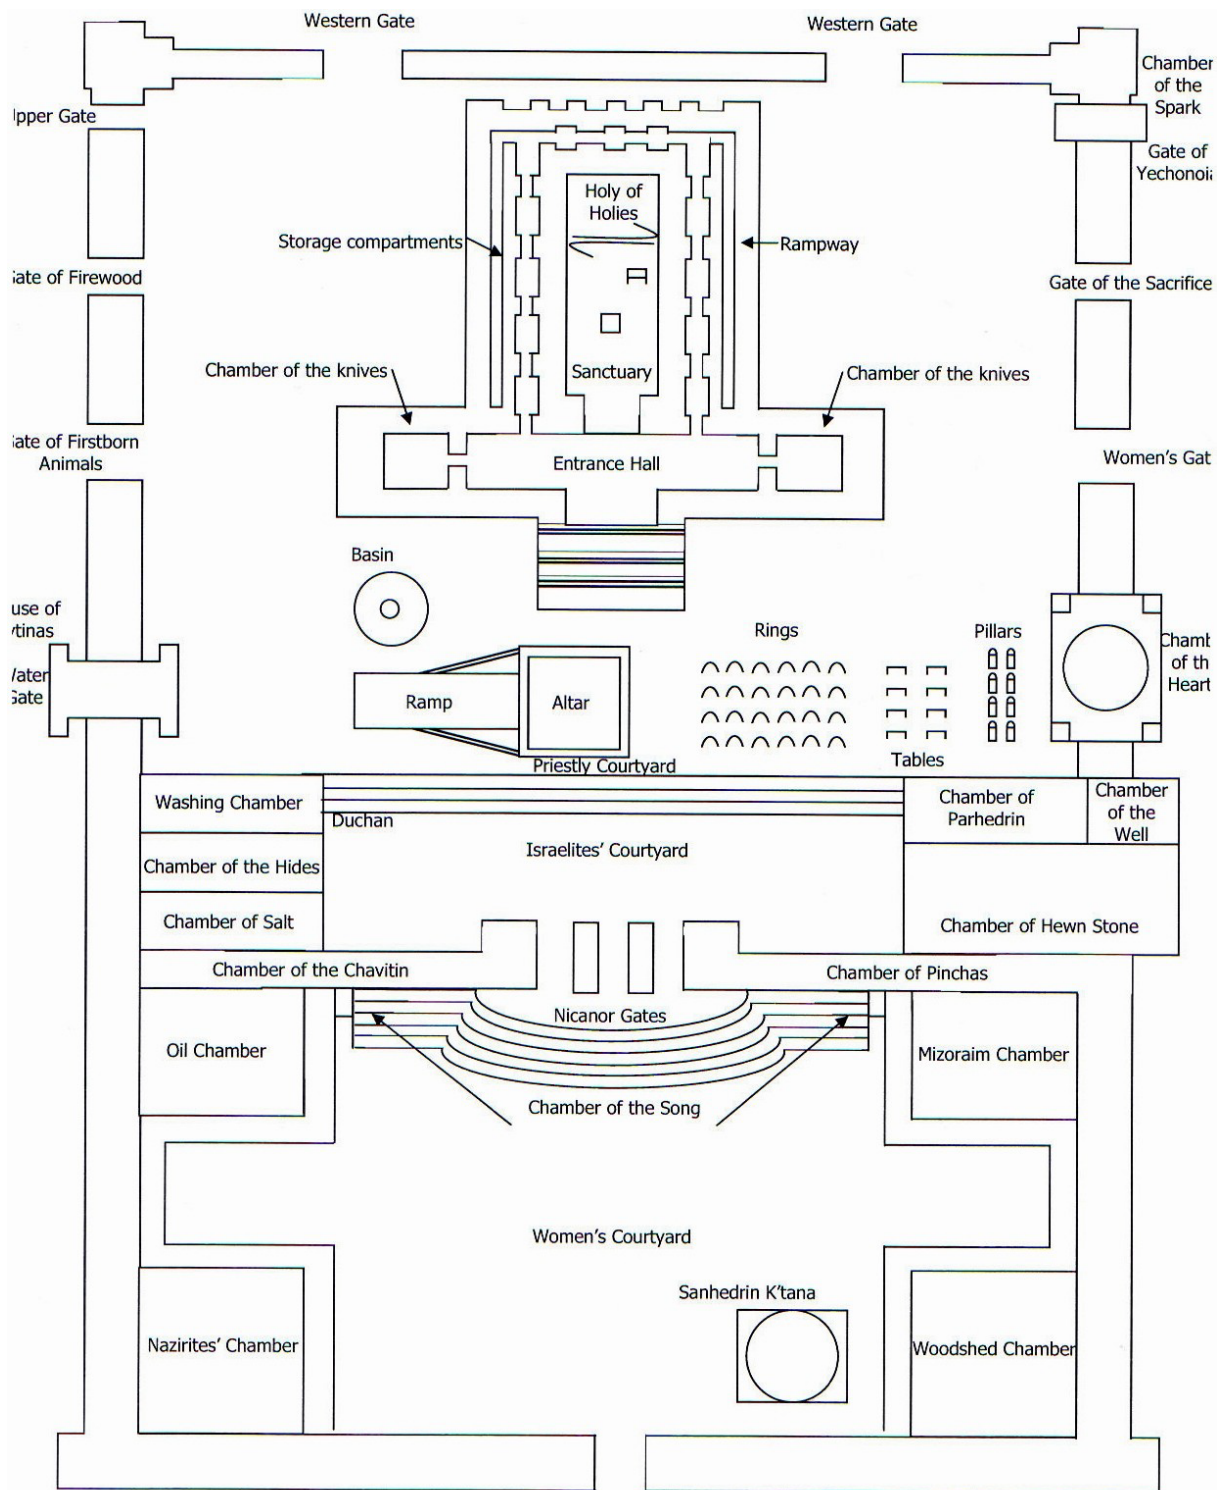 Western Gate
Western Gate
Chamber
of the
Spark
Upper Gate
Gate of
Yechonoia
Holy of
Holies
Storage compartments
Rampway
Gate of Firewood
Gate of the Sacrifice
Chamber of the knives
Sanctuary
Chamber of the knives
Gate of Firstborn
Animals
Entrance Hall
Women's Gat
Basin
use of
tinas
Rings
Pillars
Chamb
of th
Heart
Water
Gate
Ramp
Altar
Tables
Priestly Courtyard
Washing Chamber
Chamber of
Parhedrin
Chamber
of the
Well
Duchan
Israelites' Courtyard
Chamber of the Hides
Chamber of Salt
Chamber of Hewn Stone
Chamber of the Chavitin
Chamber of Pinchas
Nicanor Gates
Oil Chamber
Mizoraim Chamber
Chamber of the Song
Women's Courtyard
Sanhedrin K'tana
Nazirites' Chamber
Woodshed Chamber